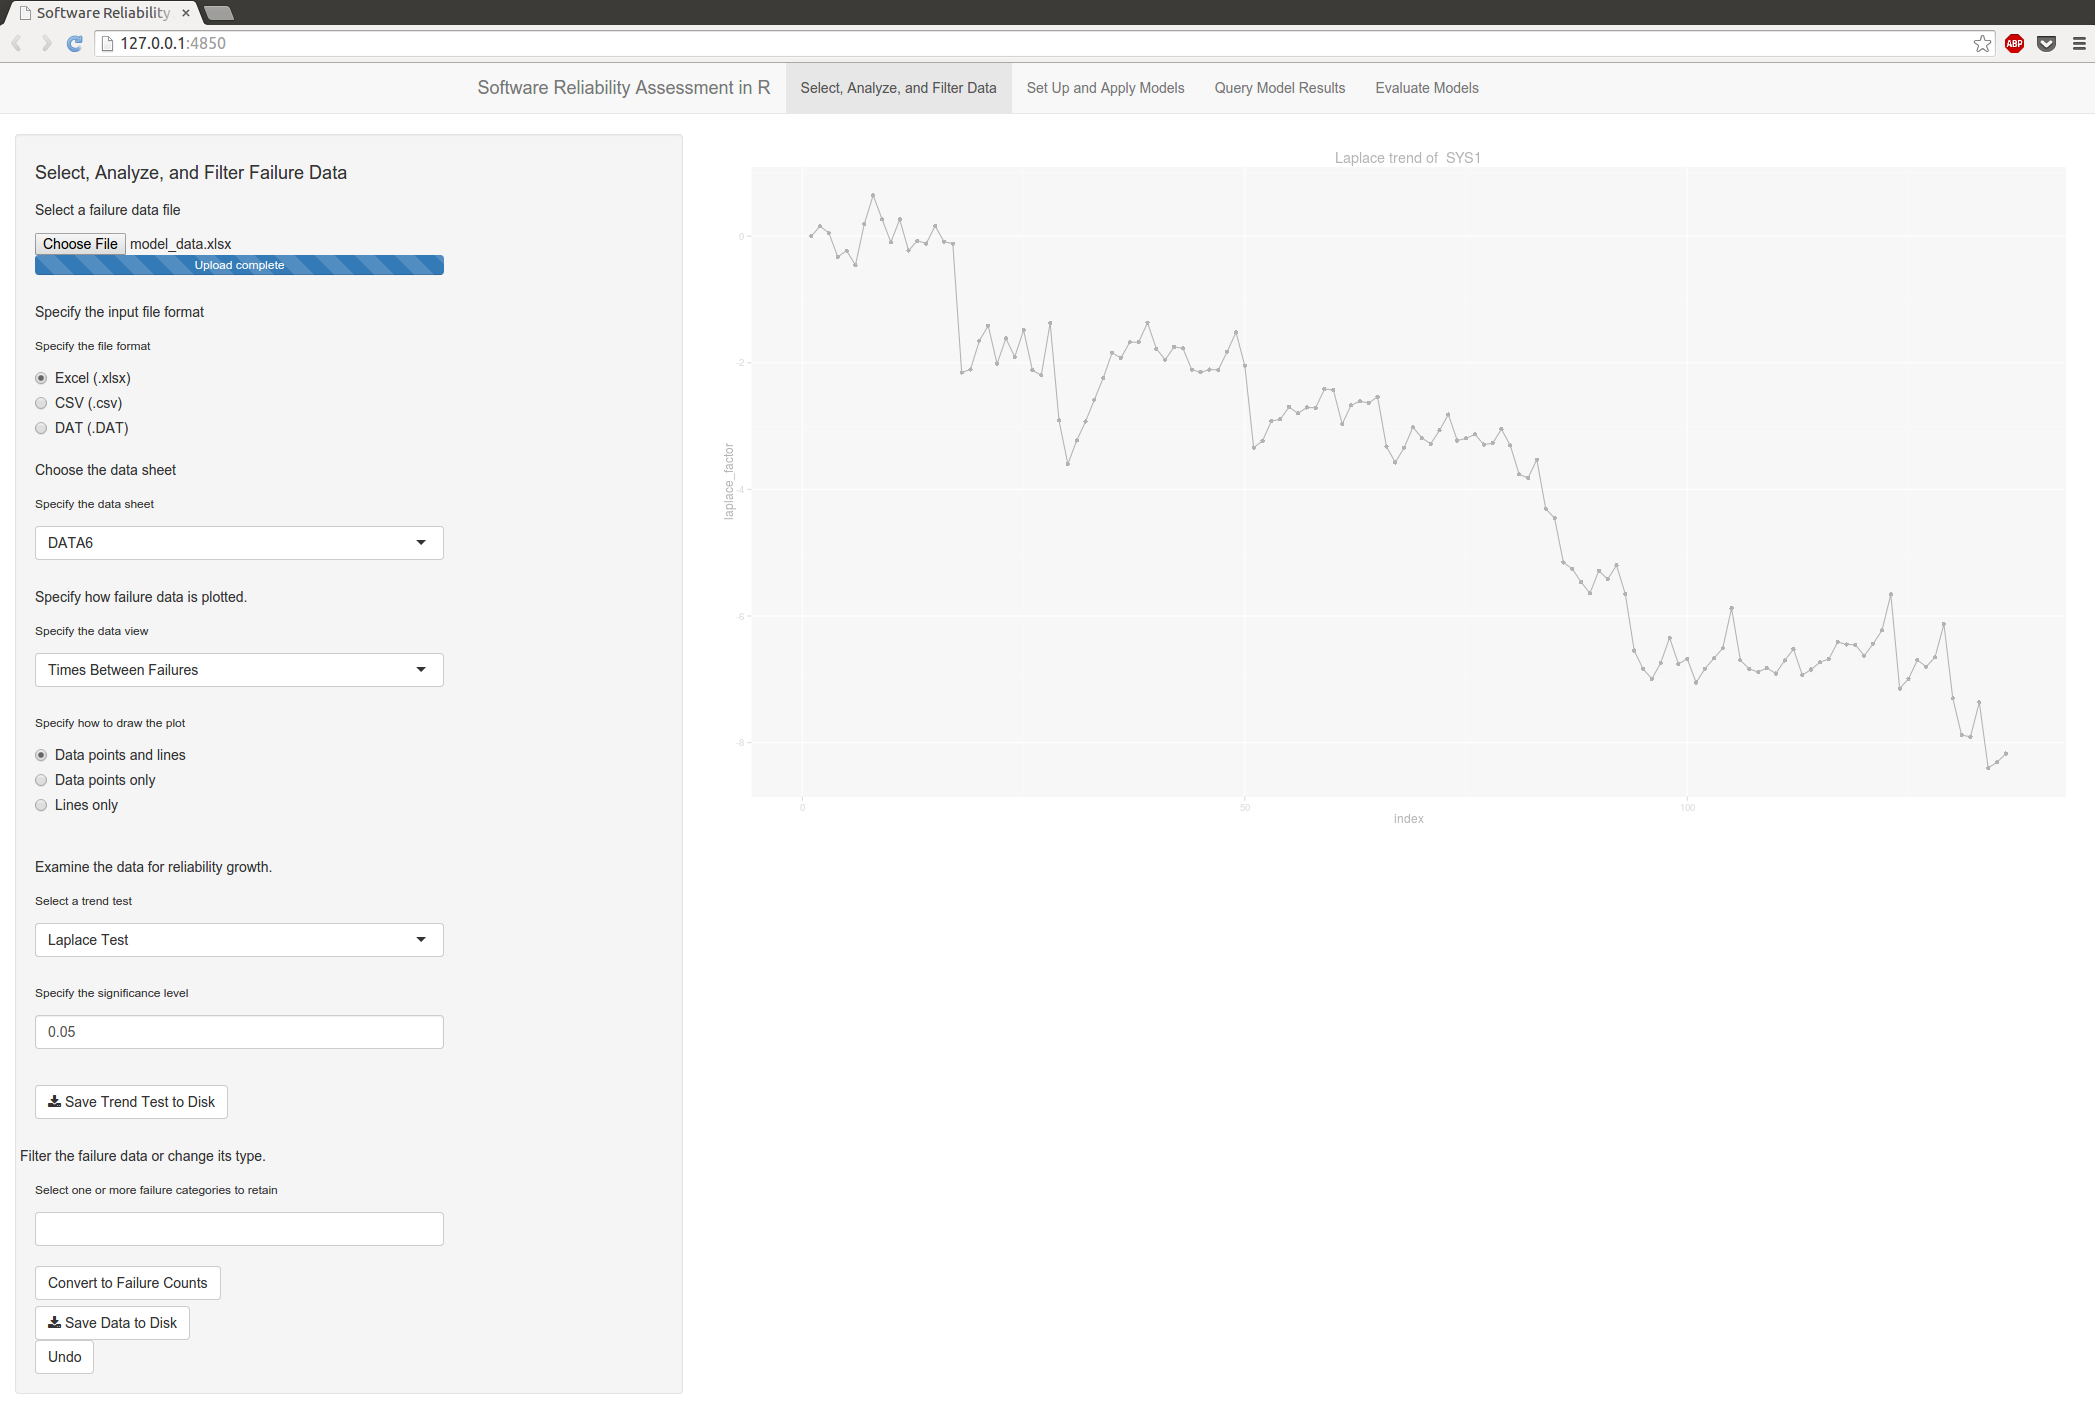 Software Reliability
127.0.0.1:4850
ABP
Software Reliability Assessment in R
Select, Analyze, and Filter Data
Set Up and Apply Models
Query Model Results
Evaluate Models
Select, Analyze, and Filter Failure Data
Select a failure data file
Choose File model_data.xlsx
Upload complete
Specify the input file format
Specify the file format
Excel (.xlsx)
CSV (.csv)
DAT (.DAT)
Choose the data sheet
Specify the data sheet
DATA6
Specify how failure data is plotted.
Specify the data view
Times Between Failures
Specify how to draw the plot
Data points and lines
Data points only
Lines only
Examine the data for reliability growth.
Select a trend test
Laplace Test
Specify the significance level
0.05
Save Trend Test to Disk
Filter the failure data or change its type.
Select one or more failure categories to retain
Convert to Failure Counts
Save Data to Disk
Undo
Laplace trend of SYS1
laplace_factor
0
-2
-4
-6
-8
0
50
100
index